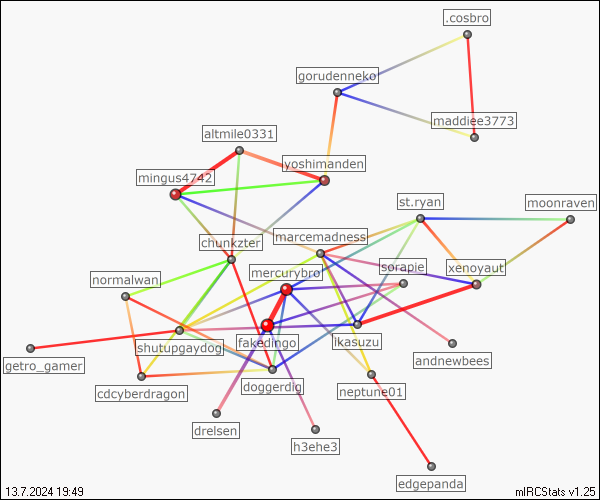 .cosbro
gorudenneko
maddiee3773
altmile0331
yoshimanden
mingus4742
st.ryan
moonraven
marcemadness
chunkzter
sorapie
xenoyaut
mercurybro
normalwan
fakedingo
ikasuzu
shutupgaydog
andnewbees
getro_gamer
doggerdig
cdcyberdragon
neptune01
drelsen
h3ehe3
edgepanda
13.7.2024 19:49
mIRCStats v1.25